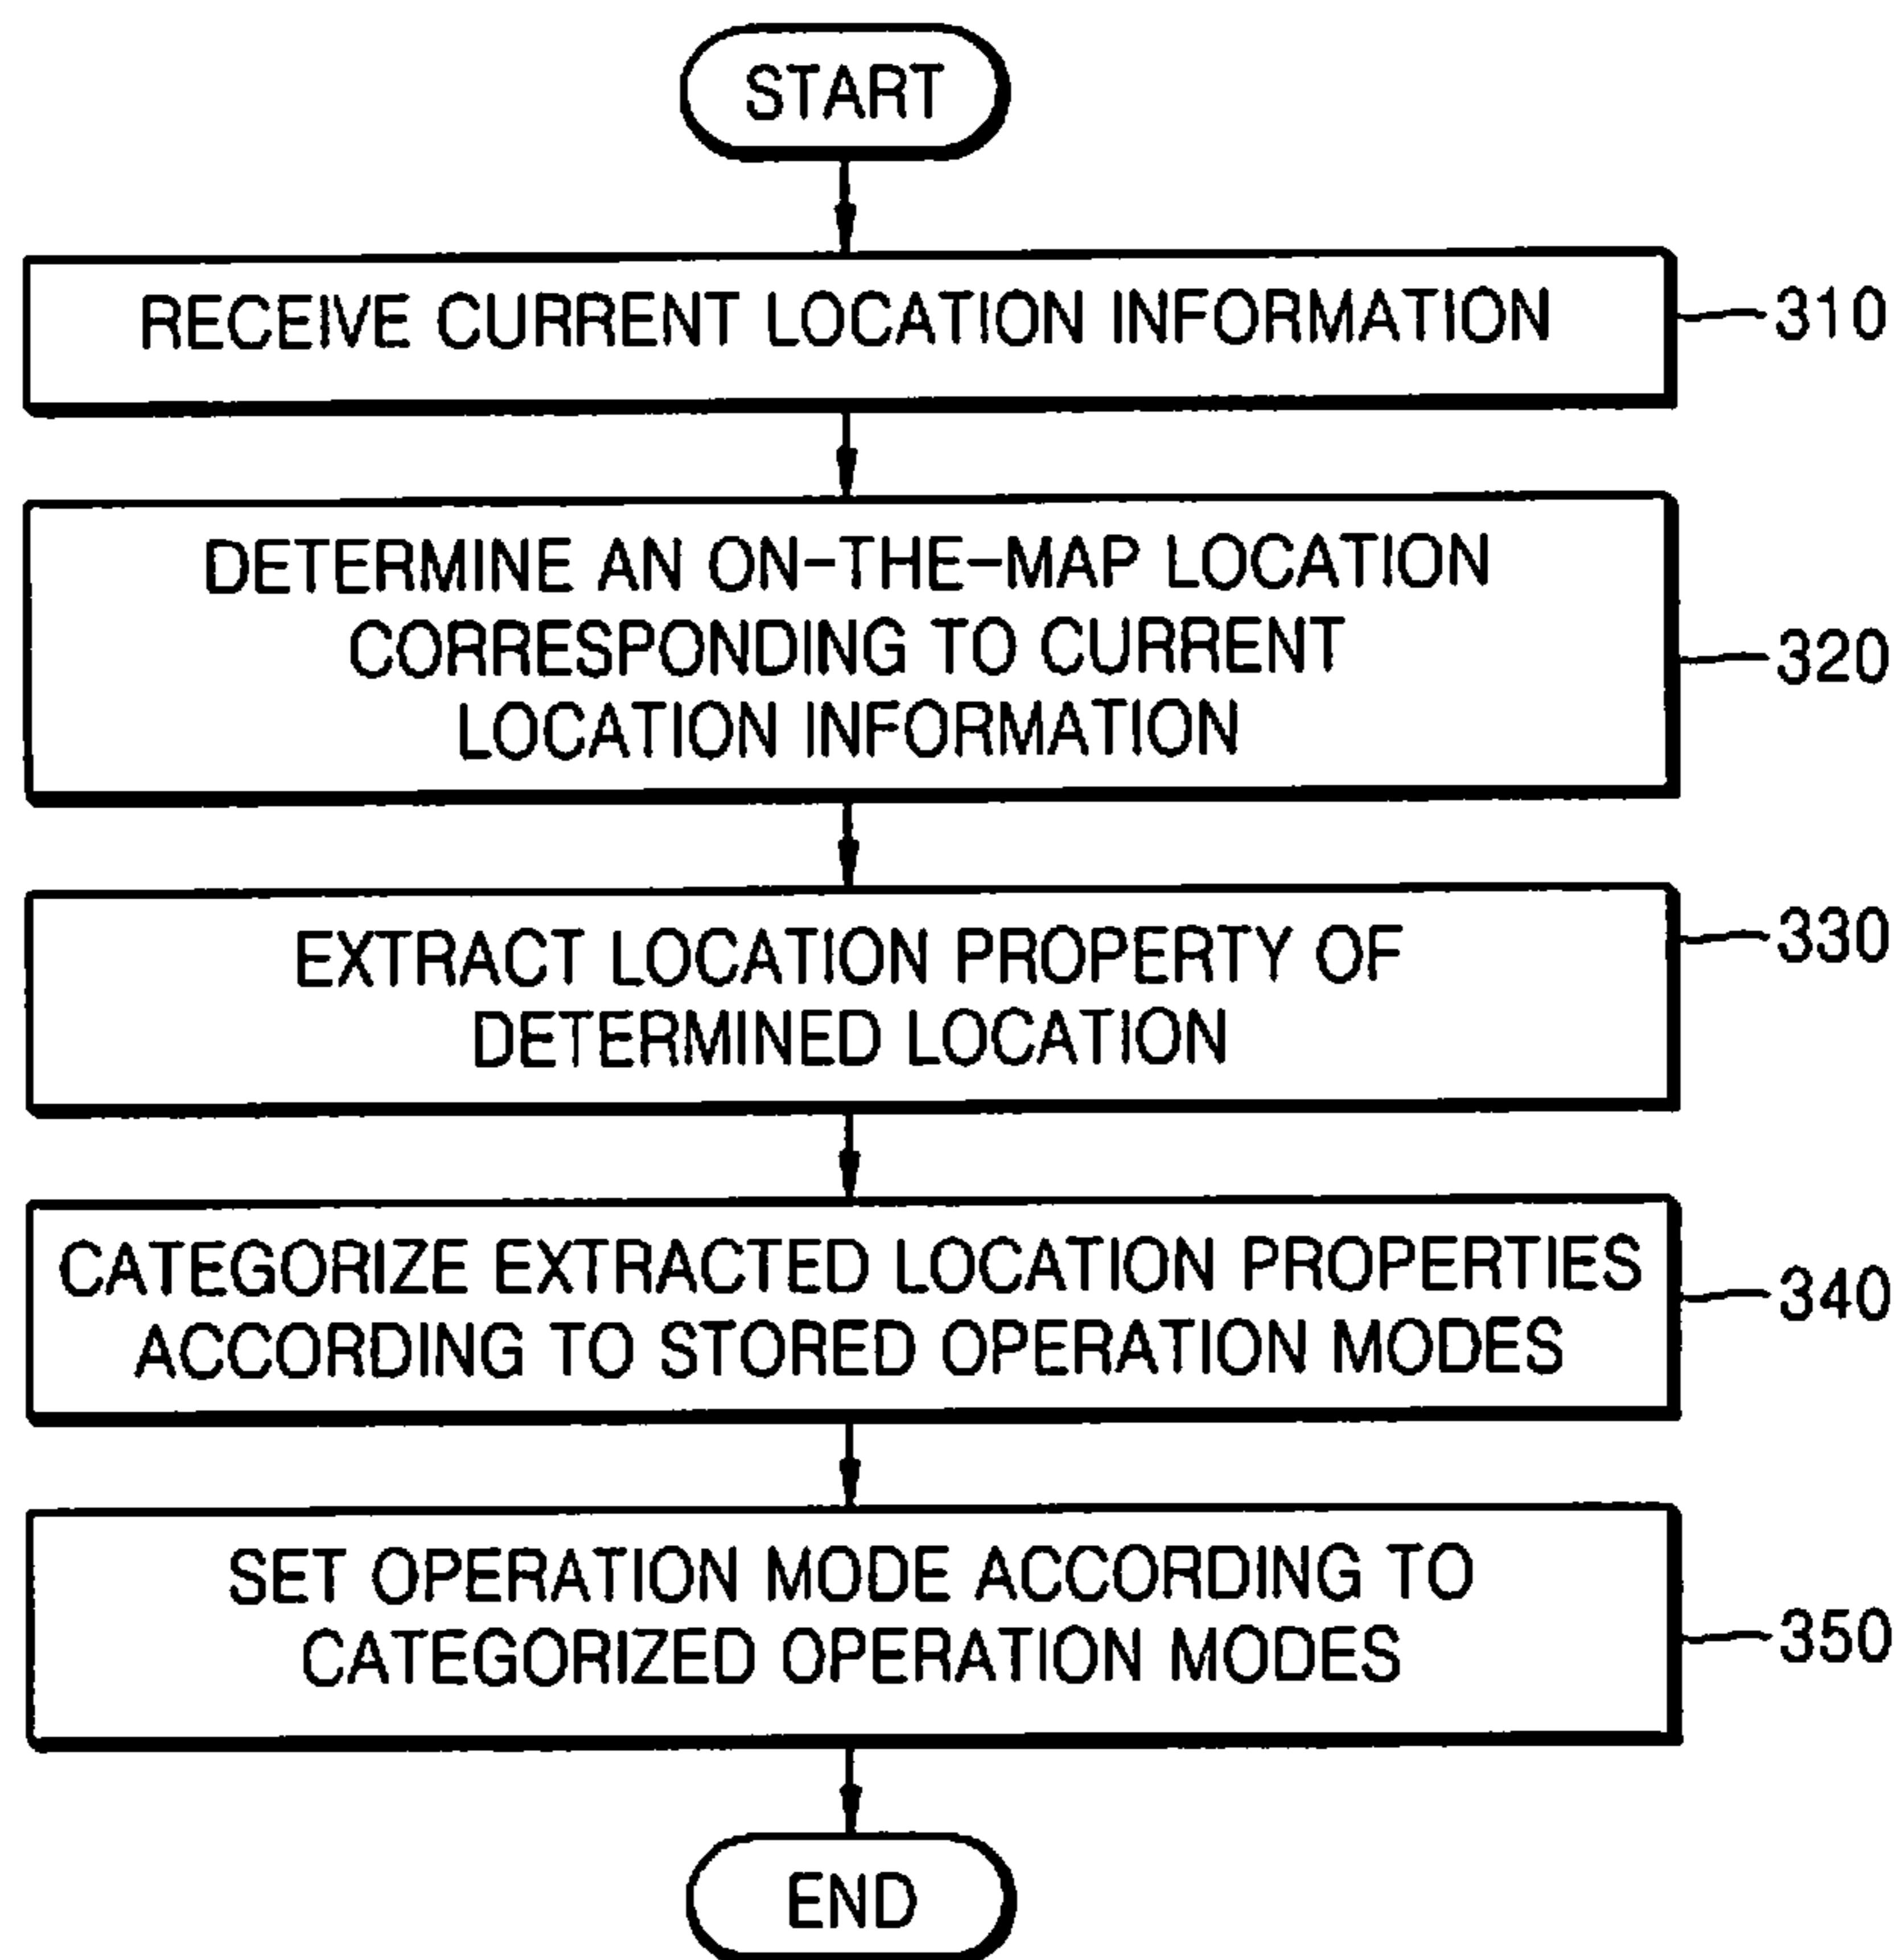 START
RECEIVE CURRENT LOCATION INFORMATION
310
DETERMINE AN ON-THE-MAP LOCATION
CORRESPONDING TO CURRENT
LOCATION INFORMATION
320
EXTRACT LOCATION PROPERTY OF
DETERMINED LOCATION
330
CATEGORIZE EXTRACTED LOCATION PROPERTIES
ACCORDING TO STORED OPERATION MODES
340
SET OPERATION MODE ACCORDING TO
CATEGORIZED OPERATION MODES
350
END